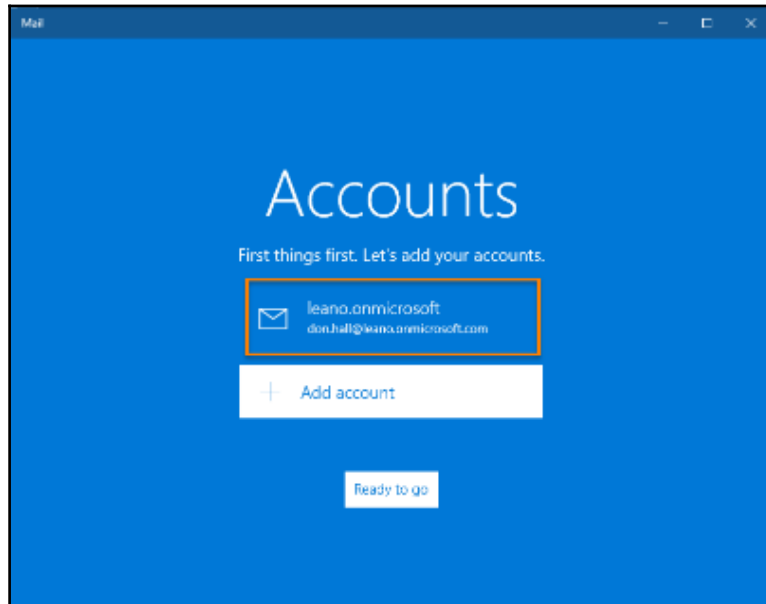 Mail
Accounts
First things first. Let's add your accounts.
leano.onmicrosoft
don.hall@leano.onmicrosoft.com
Add account
Ready to go